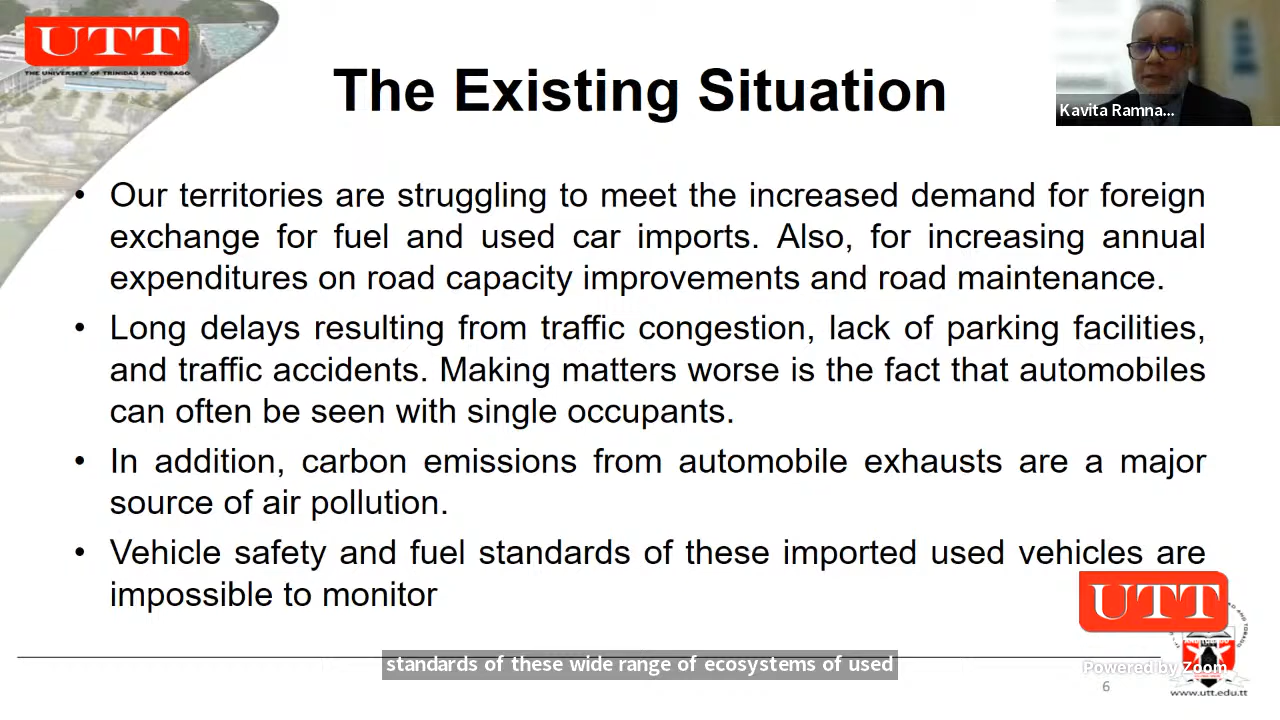 UTT
THE UNIVERSITY OF TRINIDAD AND TOBAGO
The Existing Situation
Kavita Ramna...
• Our territories are struggling to meet the increased demand for foreign
exchange for fuel and used car imports. Also, for increasing annual
expenditures on road capacity improvements and road maintenance.
• Long delays resulting from traffic congestion, lack of parking facilities,
and traffic accidents. Making matters worse is the fact that automobiles
can often be seen with single occupants.
• In addition, carbon emissions from automobile exhausts are a major
source of air pollution.
• Vehicle safety and fuel standards of these imported used vehicles are
impossible to monitor
UTT
standards of these wide range of ecosystems of used
Powered by Zoom
6
www.utt.edu.tt